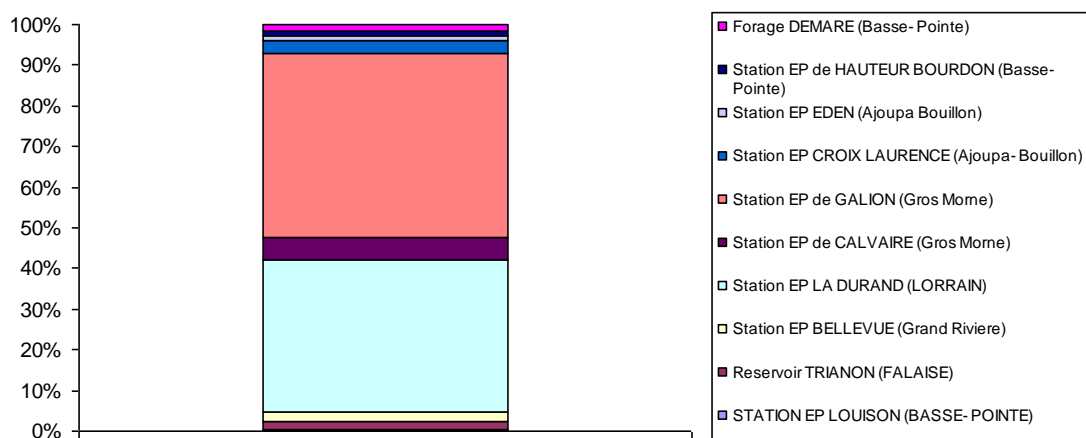 100%
90%
80%
70%
60%
50%
40%
30%
20%
10%
0%
Forage DEMARE (Basse- Pointe)
Station EP de HAUTEUR BOURDON (Basse-
Pointe)
Station EP EDEN (Ajoupa Bouillon)
Station EP CROIX LAURENCE (Ajoupa- Bouillon)
Station EP de GALION (Gros Morne)
Station EP de CALVAIRE (Gros Morne)
Station EP LA DURAND (LORRAIN)
Station EP BELLEVUE (Grand Riviere)
Reservoir TRIANON (FALAISE)
STATION EP LOUISON (BASSE- POINTE)